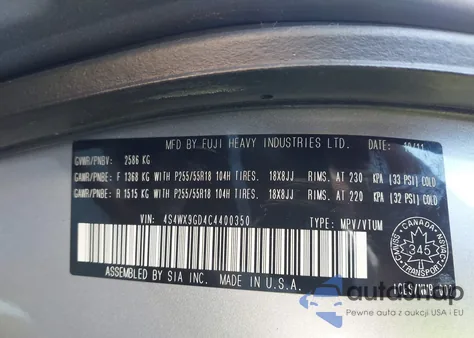 MFD BY FUJI HEAVY INDUSTRIES LTD. DATE: 10/11
GVWR/PNBV: 2586 KG
GAWR/PNBE: F 1368 KG WITH P255/55R18 104H TIRES. 18X8JJ RIMS. AT 230 KPA (33 PSI) COLD
GAWR/PNBE: R 1515 KG WITH P255/55R18 104H TIRES. 18X8JJ RIMS. AT 220 KPA (32 PSI) COLD
VIN: 4S4WX9GD4C4400350 TYPE: MPV/VTUM
CANADA
345
TRANSPORT
ASSEMBLED BY SIA INC. MADE IN U.S.A.
autoshop
Pewne auta z aukcji USA i EU